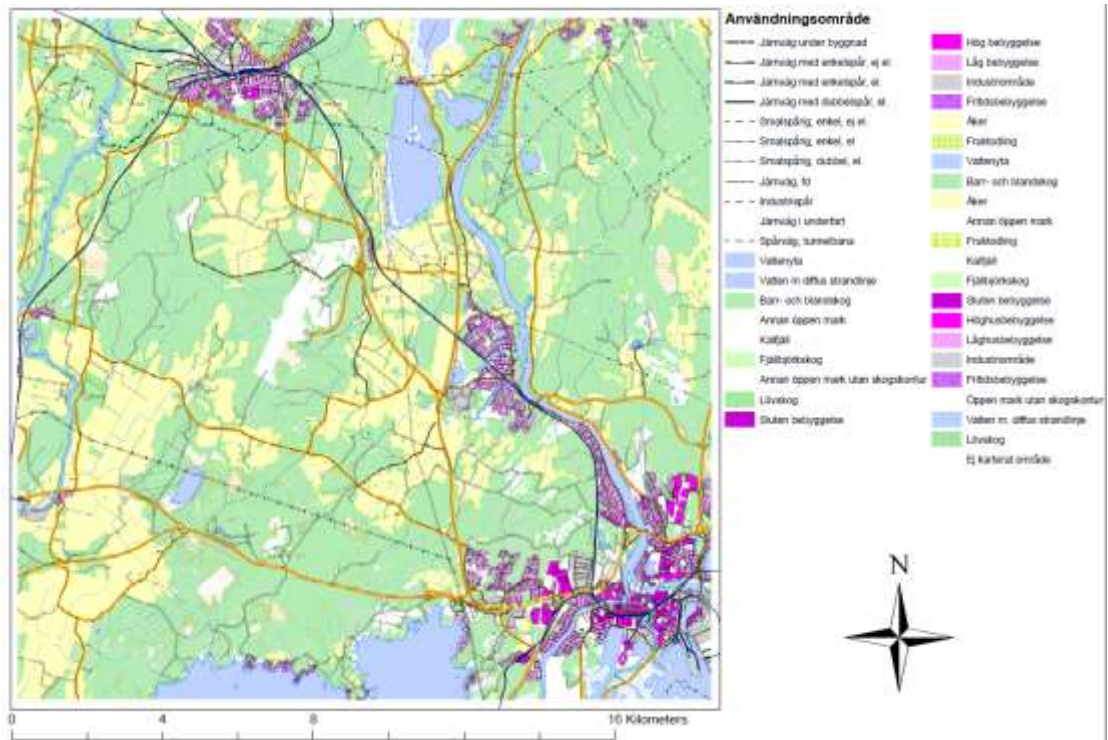 Användningsområde
Järnväg under byggnad
Järnväg med enkelspår, ej el.
Järnväg med enkelspår, el.
Järnväg med dubbelspår, el.
Smalspårig, enkel, ej el.
Smalspårig, enkel, el
Smalspårig, dubbel, el.
Järnväg, fd
Industrispår
Järnväg i underfart
Spårväg, tunnelbana
Vattenyta
Vatten m diffus strandlinje
Barr- och blandskog
Annan öppen mark
Kalfjäll
Fjällbjörkskog
Annan öppen mark utan skogskontur
Lövskog
Sluten bebyggelse
Hög bebyggelse
Låg bebyggelse
Industriområde
Fritidsbebyggelse
Åker
Fruktodling
Vattenyta
Barr- och blandskog
Åker
Annan öppen mark
Fruktodling
Kalfjäll
Fjällbjörkskog
Sluten bebyggelse
Höghusbebyggelse
Låghusbebyggelse
Industriområde
Fritidsbebyggelse
Öppen mark utan skogskontur
Vatten m. diffus strandlinje
Lövskog
Ej karterat område
N
0 4 8 16 Kilometers